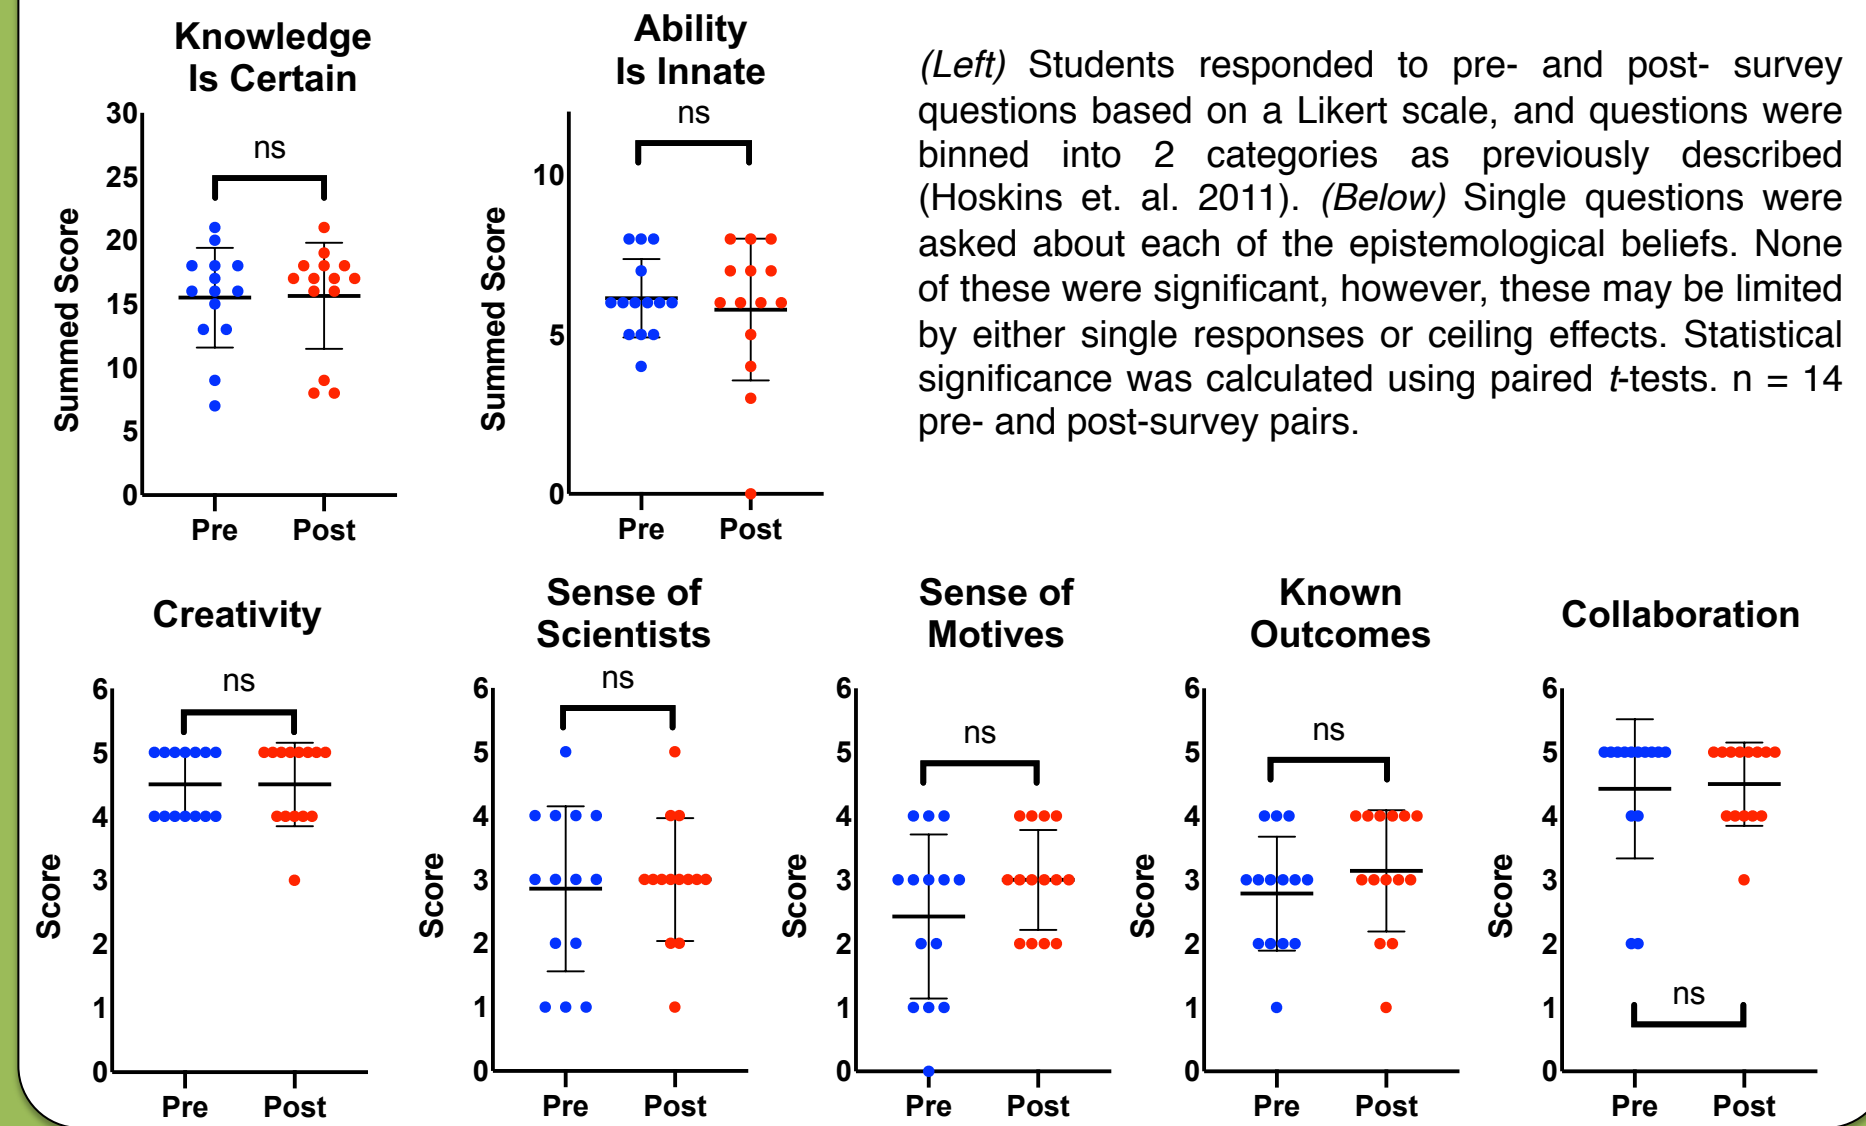 Knowledge
Is Certain
30
25
20
15
10
5
0
Summed Score
ns
Pre
Post
Ability
Is Innate
10
5
0
Summed Score
ns
Pre
Post
(Left) Students responded to pre- and post- survey
questions based on a Likert scale, and questions were
binned into 2 categories as previously described
(Hoskins et. al. 2011). (Below) Single questions were
asked about each of the epistemological beliefs. None
of these were significant, however, these may be limited
by either single responses or ceiling effects. Statistical
significance was calculated using paired t-tests. n = 14
pre- and post-survey pairs.
Creativity
6
5
4
3
2
1
0
Score
ns
Pre
Post
Sense of
Scientists
6
5
4
3
2
1
0
Score
ns
Pre
Post
Sense of
Motives
6
5
4
3
2
1
0
Score
ns
Pre
Post
Known
Outcomes
6
5
4
3
2
1
0
Score
ns
Pre
Post
Collaboration
6
5
4
3
2
1
0
Score
ns
Pre
Post